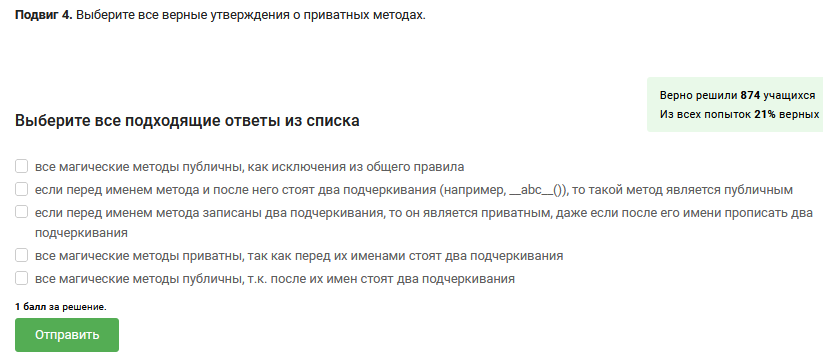 Подвиг 4. Выберите все верные утверждения о приватных методах.
Верно решили 874 учащихся
Из всех попыток 21% верных
Выберите все подходящие ответы из списка
все магические методы публичны, как исключения из общего правила
если перед именем метода и после него стоят два подчеркивания (например, __abc__()), то такой метод является публичным
если перед именем метода записаны два подчеркивания, то он является приватным, даже если после его имени прописать два
подчеркивания
все магические методы приватны, так как перед их именами стоят два подчеркивания
все магические методы публичны, т.к. после их имен стоят два подчеркивания
1 балл за решение.
Отправить